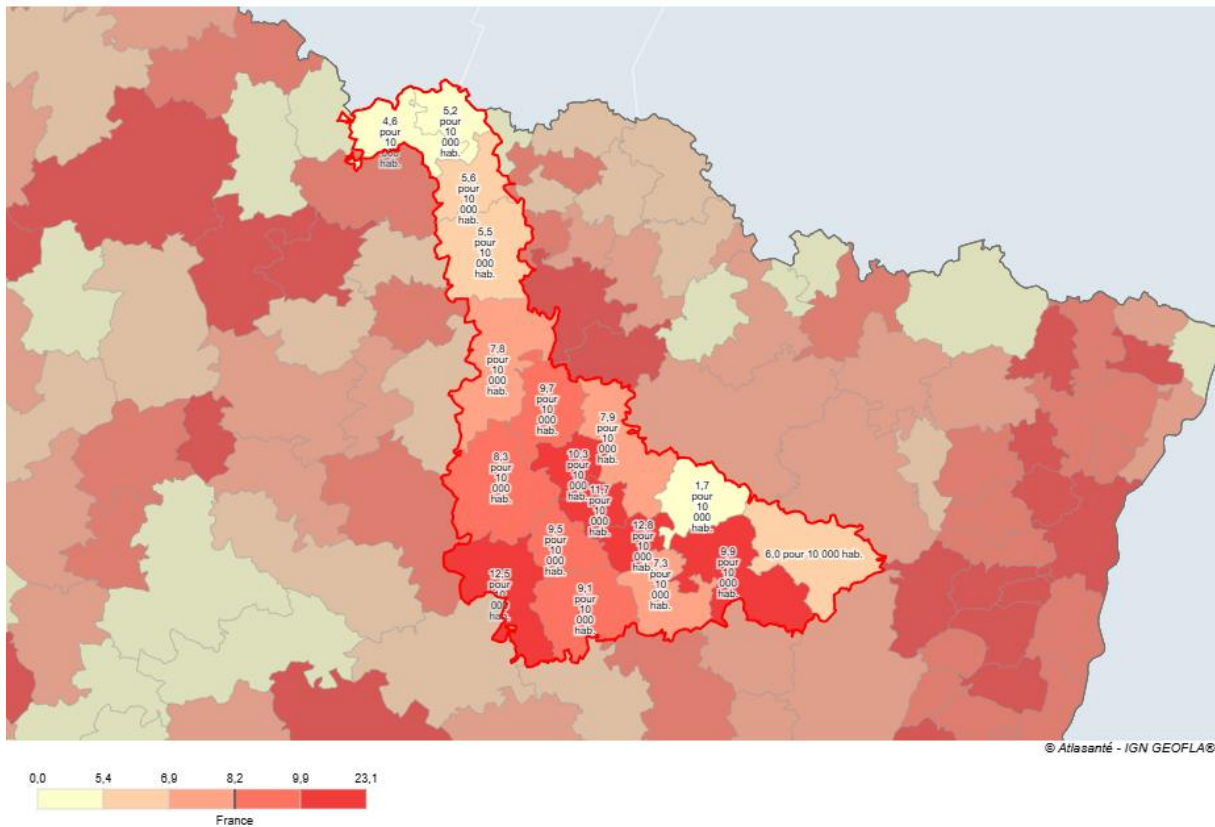 4,6
pour
10
000
hab.
5,2
pour
10
000
hab.
5,6
pour
10
000
hab.
5,5
pour
10
000
hab.
7,8
pour
10
000
hab.
9,7
pour
10
000
hab.
7,9
pour
10
000
hab.
8,3
pour
10
000
hab.
10,3
pour
10
000
hab.
11,7
pour
10
000
hab.
1,7
pour
10
000
hab.
12,8
pour
10
000
hab.
9,5
pour
10
000
hab.
9,9
pour
10
000
hab.
6,0 pour 10 000 hab.
7,3
pour
10
000
hab.
12,5
pour
10
000
hab.
9,1
pour
10
000
hab.
© Atlasanté - IGN GEOFLA®
0,0 5,4 6,9 8,2 9,9 23,1
France